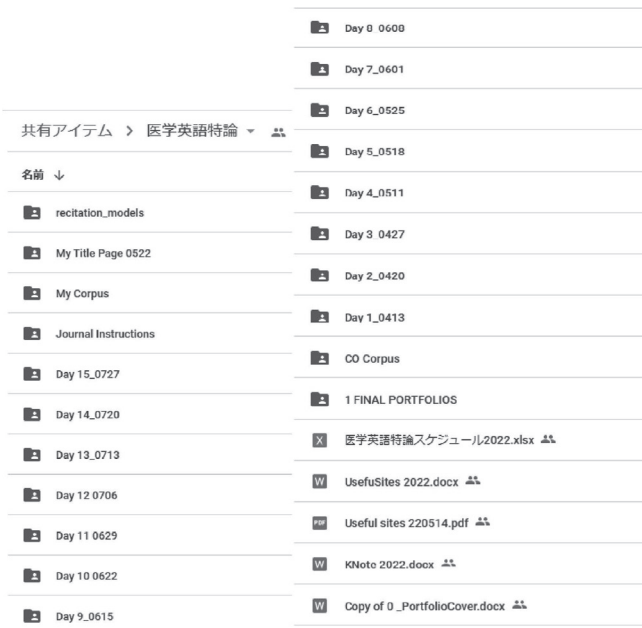 共有アイテム > 医学英語特論
名前 ↓
recitation_models
My Title Page 0522
My Corpus
Journal Instructions
Day 15_0727
Day 14_0720
Day 13_0713
Day 12 0706
Day 11 0629
Day 10 0622
Day 9_0615
Day 8 0608
Day 7_0601
Day 6_0525
Day 5_0518
Day 4_0511
Day 3 0427
Day 2_0420
Day 1_0413
CO Corpus
1 FINAL PORTFOLIOS
X 医学英語特論スケジュール2022.xlsx
W UsefuSites 2022.docx
PDF Useful sites 220514.pdf
W KNote 2022.docx
W Copy of 0 _PortfolioCover.docx